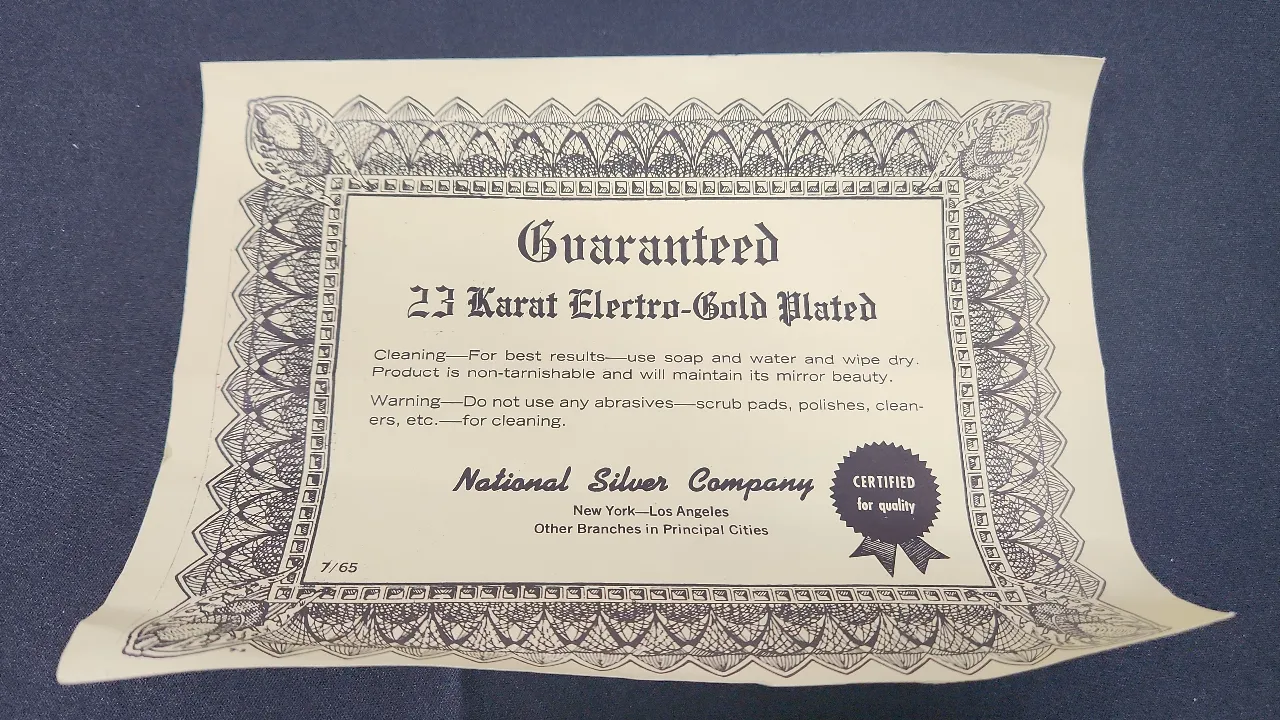 Guaranteed
23 Karat Electro-Gold Plated
Cleaning—For best results—use soap and water and wipe dry.
Product is non-tarnishable and will maintain its mirror beauty.
Warning—Do not use any abrasives—scrub pads, polishes, clean-
ers, etc.—for cleaning.
National Silver Company
New York—Los Angeles
Other Branches in Principal Cities
CERTIFIED
for quality
7/65